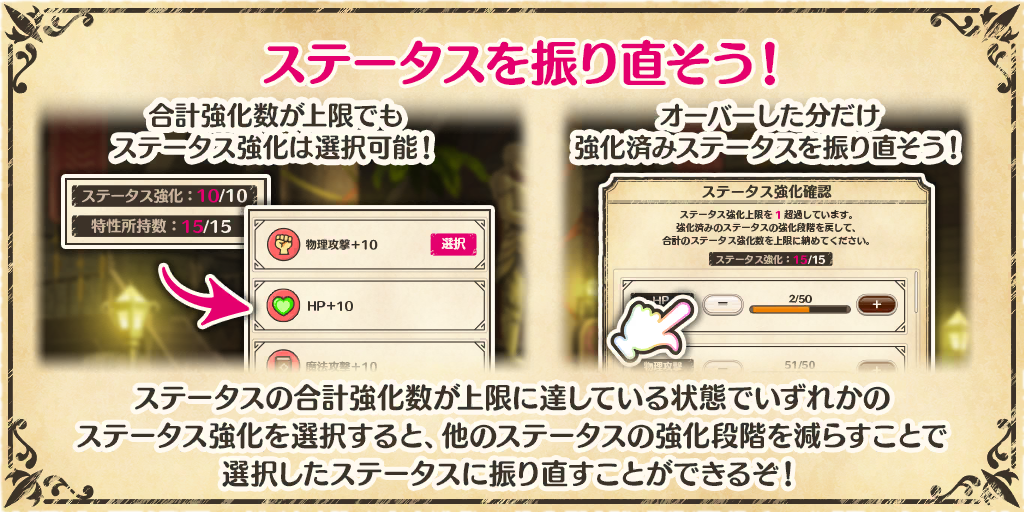 ステータスを振り直そう！
合計強化数が上限でも
ステータス強化は選択可能！
ステータス強化：10/10
特性所持数：15/15
物理攻撃+10
選択
HP+10
魔法攻撃+10
オーバーした分だけ
強化済みステータスを振り直そう！
ステータス強化確認
ステータス強化上限を1超過しています。
強化済みのステータスの強化段階を戻して、
合計のステータス強化数を上限に納めてください。
ステータス強化：15/15
HP
−
2/50
+
物理攻撃
51/50
ステータスの合計強化数が上限に達している状態でいずれかの
ステータス強化を選択すると、他のステータスの強化段階を減らすことで
選択したステータスに振り直すことができるぞ！